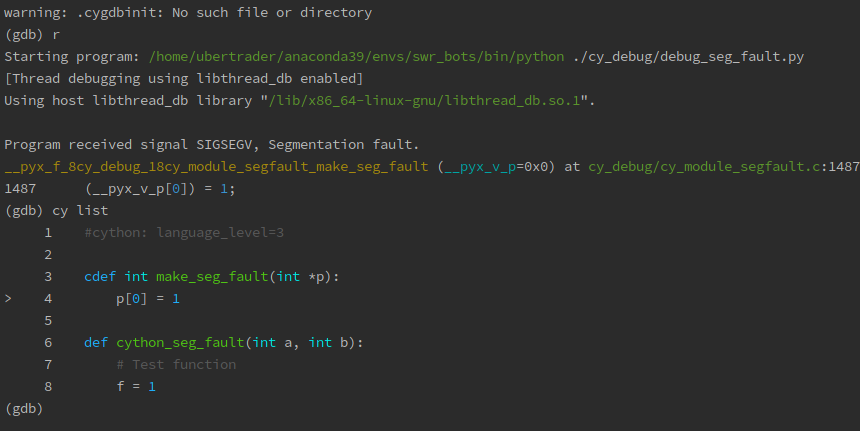 warning: .cygdbinit: No such file or directory
(gdb) r
Starting program: /home/ubertrader/anaconda39/envs/swr_bots/bin/python ./cy_debug/debug_seg_fault.py
[Thread debugging using libthread_db enabled]
Using host libthread_db library "/lib/x86_64-linux-gnu/libthread_db.so.1".

Program received signal SIGSEGV, Segmentation fault.
__pyx_f_8cy_debug_18cy_module_segfault_make_seg_fault (__pyx_v_p=0x0) at cy_debug/cy_module_segfault.c:1487
1487      (__pyx_v_p[0]) = 1;
(gdb) cy list
     1    #cython: language_level=3
     2
     3    cdef int make_seg_fault(int *p):
>    4        p[0] = 1
     5
     6    def cython_seg_fault(int a, int b):
     7        # Test function
     8        f = 1
(gdb)